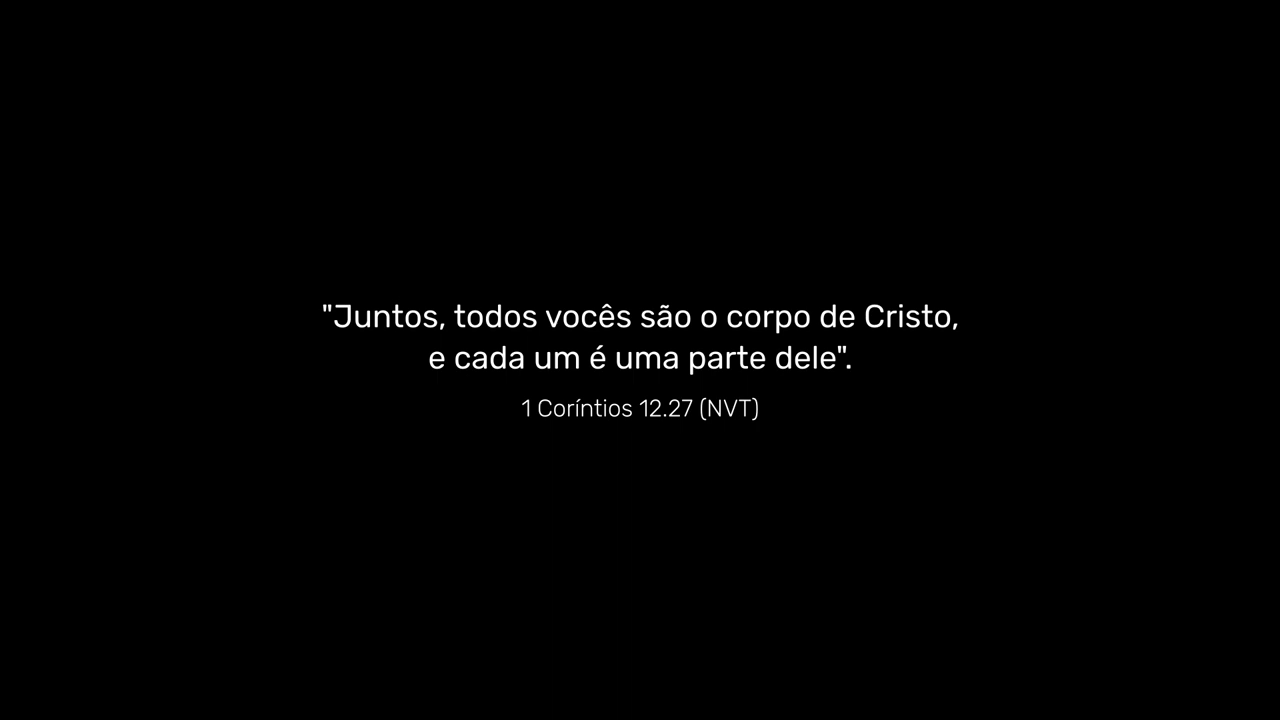 "Juntos, todos vocês são o corpo de Cristo,
e cada um é uma parte dele".
1 Coríntios 12.27 (NVT)